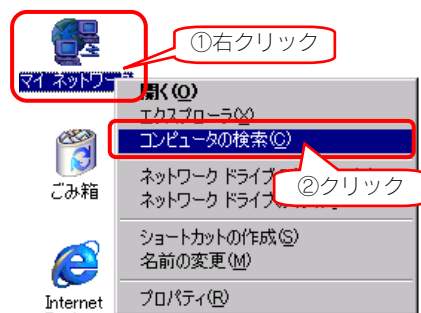 ①右クリック
マイ ネットワーク
開く(O)
エクスプローラ(X)
コンピュータの検索(C)
ネットワーク ドライブ
②クリック
ネットワーク ドライブ
ショートカットの作成(S)
名前の変更(M)
プロパティ(R)
ごみ箱
Internet